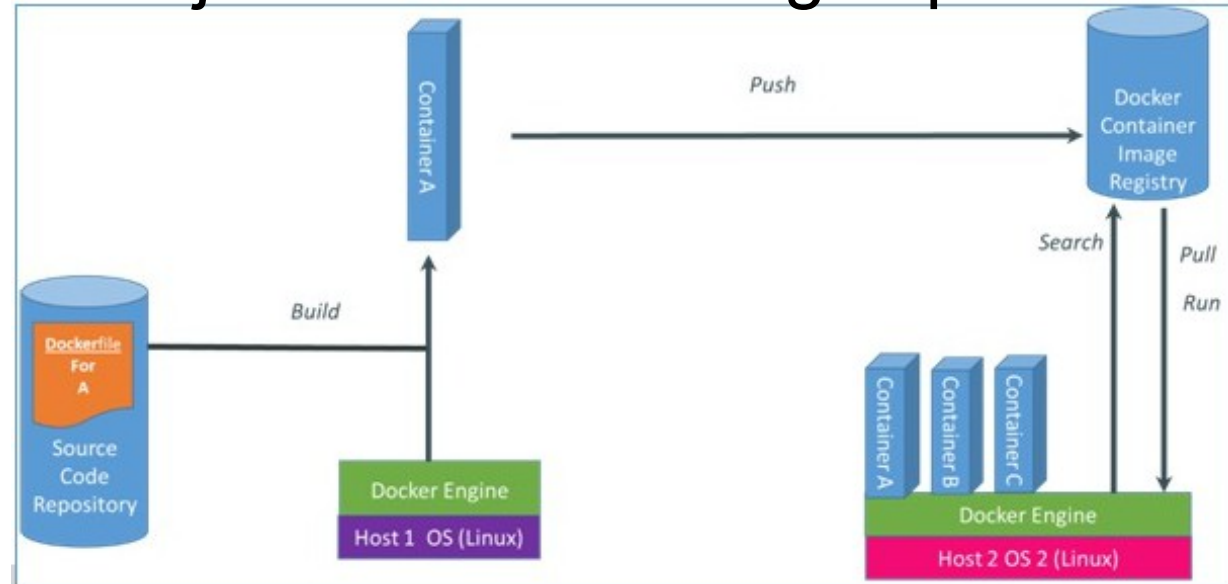 Container A
Push
Docker
Container
Image
Registry
Search
Pull
Run
Build
Dockerfile
For
A
Source
Code
Repository
Docker Engine
Host 1 OS (Linux)
Container A
Container B
Container C
Docker Engine
Host 2 OS 2 (Linux)